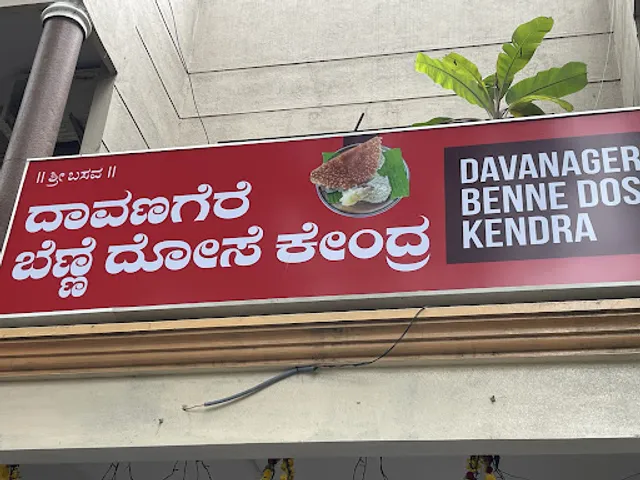 ॥ ಶ್ರೀ ಬಸವ ॥
ದಾವಣಗೆರೆ
ಬೆಣ್ಣೆ ದೋಸೆ ಕೇಂದ್ರ
DAVANAGER
BENNE DOS
KENDRA